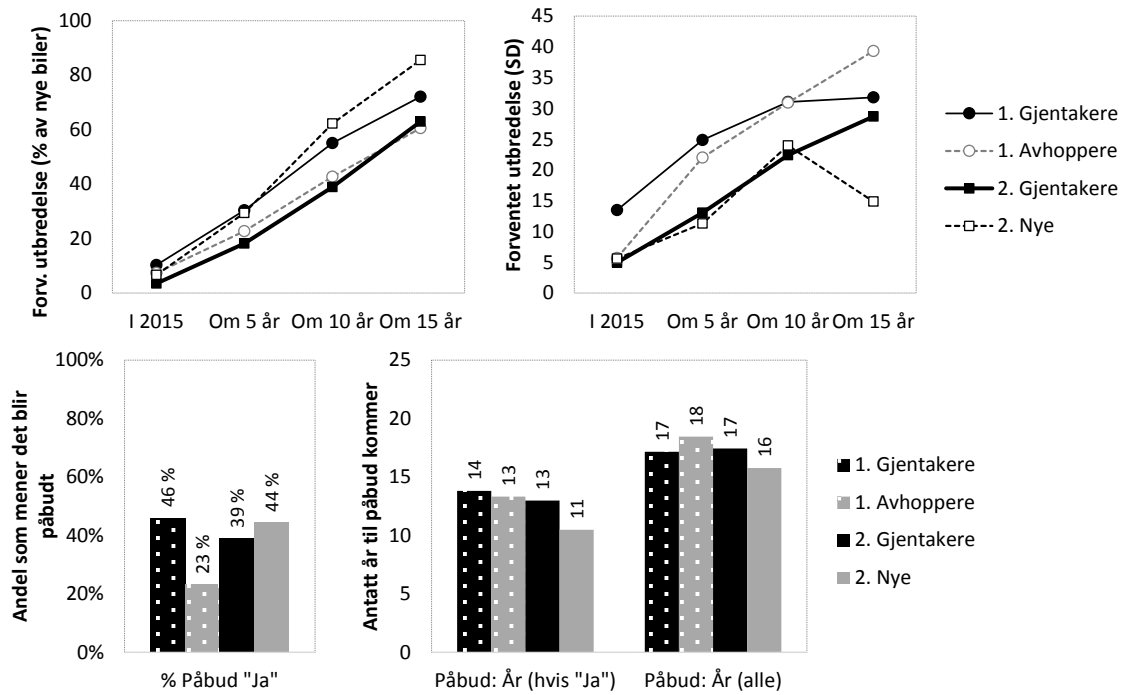 Forv. utbredelse (% av nye biler)
100
80
60
40
20
0
I 2015 Om 5 år Om 10 år Om 15 år
Forventet utbredelse (SD)
45
40
35
30
25
20
15
10
5
0
I 2015 Om 5 år Om 10 år Om 15 år
1. Gjentakere
1. Avhoppere
2. Gjentakere
2. Nye
Andel som mener det blir
påbudt
100%
80%
60%
40%
20%
0%
46 %
23 %
39 %
44 %
% Påbud "Ja"
Antatt år til påbud kommer
25
20
15
10
5
0
14
13
13
11
17
18
17
16
Påbud: År (hvis "Ja") Påbud: År (alle)
1. Gjentakere
1. Avhoppere
2. Gjentakere
2. Nye